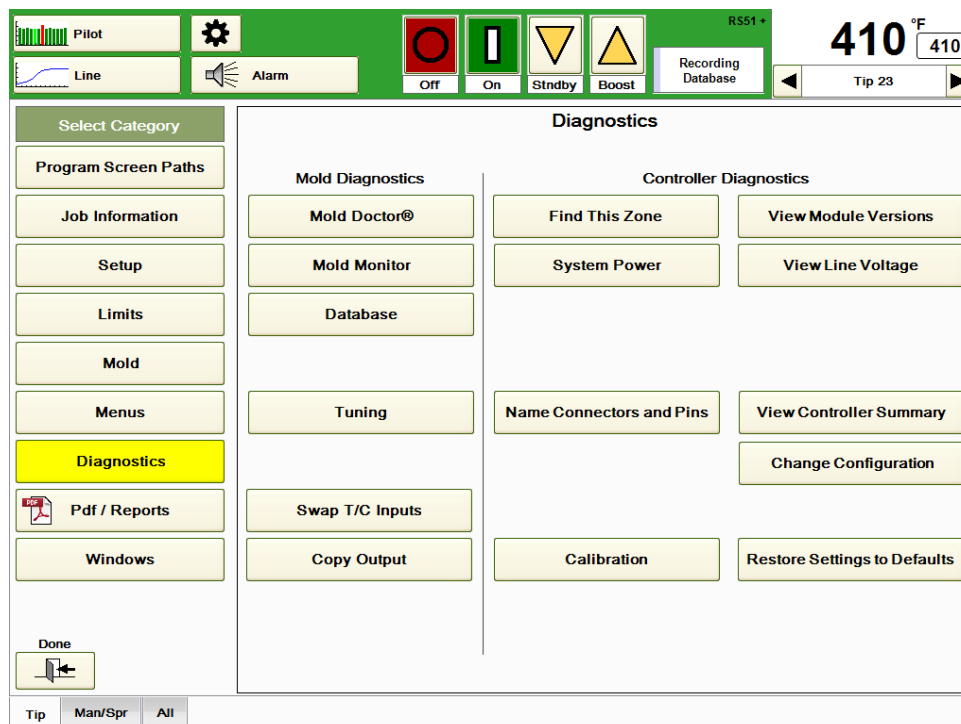 Pilot
Line
Alarm
Off
On
Stndby
Boost
RS51 +
Recording
Database
410 °F
410
Tip 23
Select Category
Program Screen Paths
Job Information
Setup
Limits
Mold
Menus
Diagnostics
PDF
Pdf / Reports
Windows
Done
Diagnostics
Mold Diagnostics
Mold Doctor®
Mold Monitor
Database
Tuning
Swap T/C Inputs
Copy Output
Controller Diagnostics
Find This Zone
View Module Versions
System Power
View Line Voltage
Name Connectors and Pins
View Controller Summary
Change Configuration
Calibration
Restore Settings to Defaults
Tip
Man/Spr
All